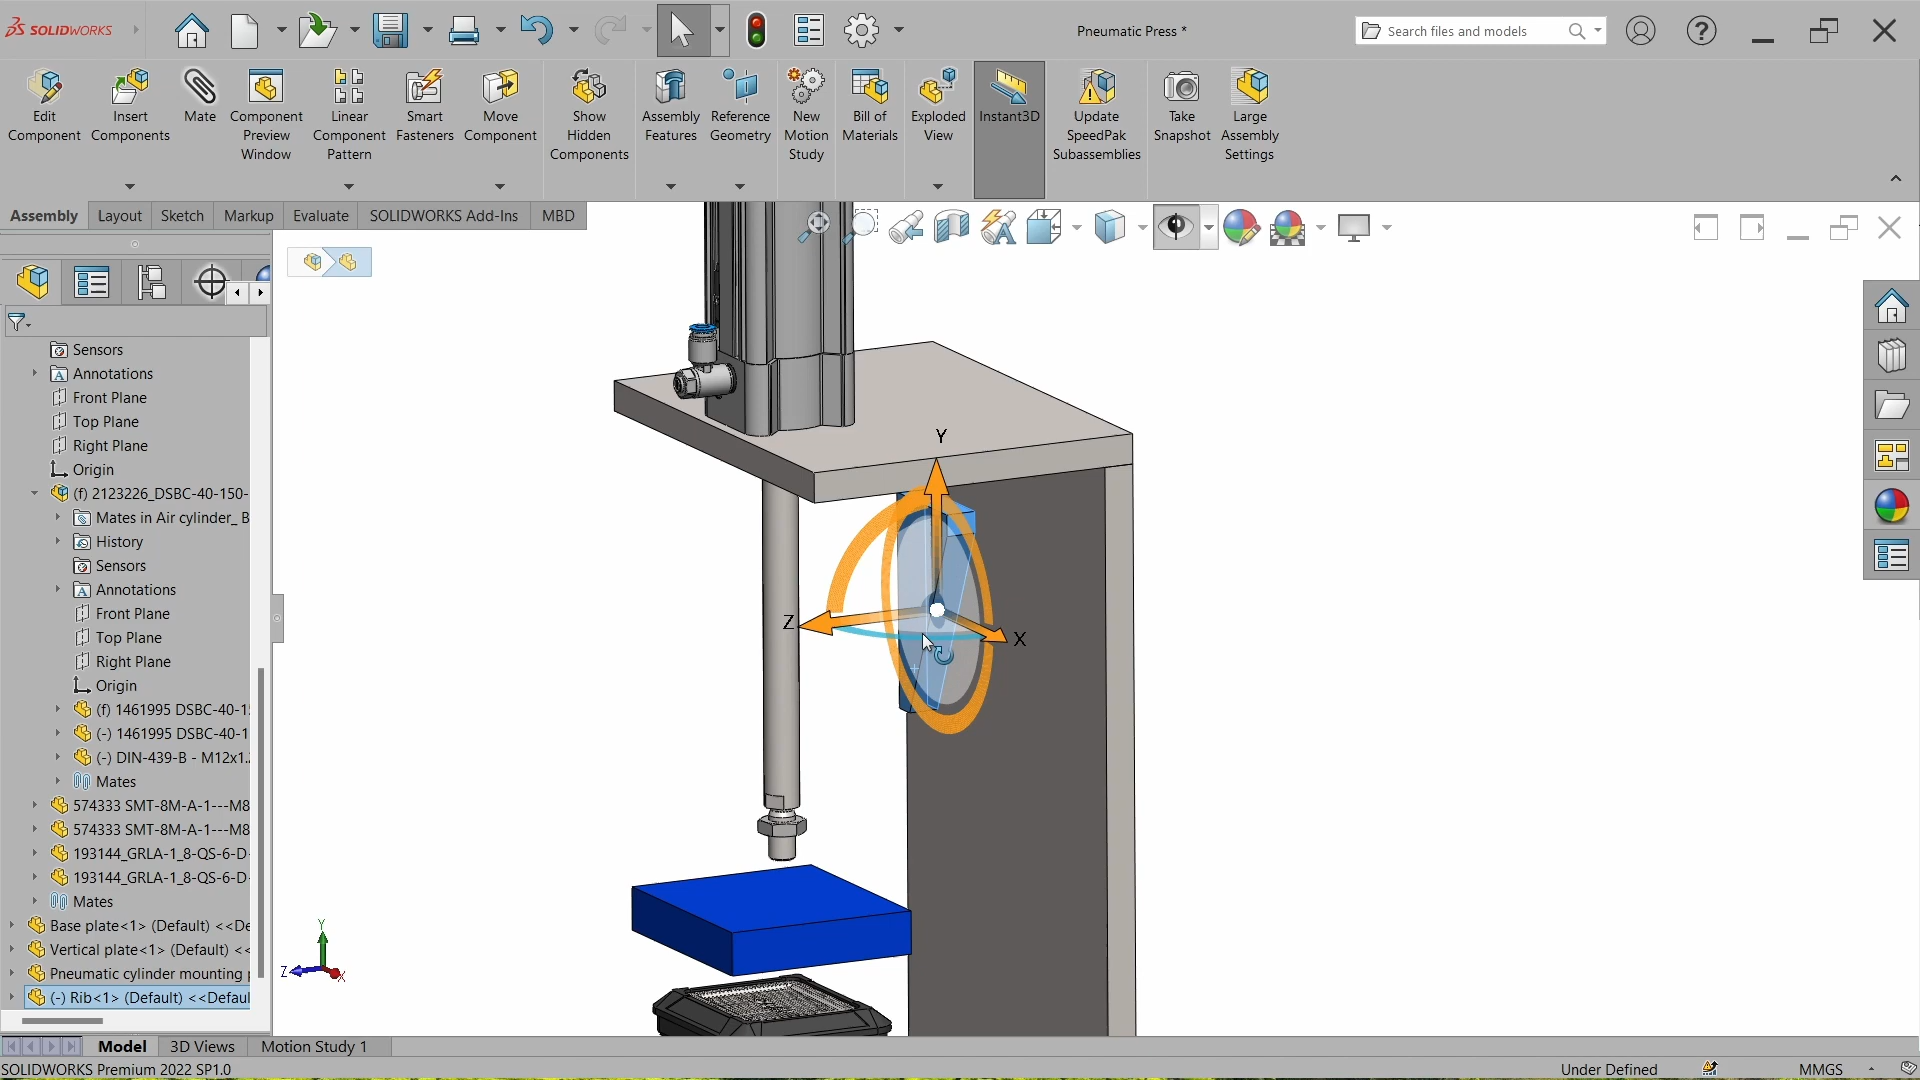 SOLIDWORKS
Pneumatic Press *
Search files and models
Edit Component
Insert Components
Mate
Component Preview Window
Linear Component Pattern
Smart Fasteners
Move Component
Show Hidden Components
Assembly Features
Reference Geometry
New Motion Study
Bill of Materials
Exploded View
Instant3D
Update SpeedPak Subassemblies
Take Snapshot
Large Assembly Settings
Assembly
Layout
Sketch
Markup
Evaluate
SOLIDWORKS Add-Ins
MBD
Sensors
Annotations
Front Plane
Top Plane
Right Plane
Origin
(f) 2123226_DSBC-40-150-
Mates in Air cylinder_ B
History
Sensors
Annotations
Front Plane
Top Plane
Right Plane
Origin
(f) 1461995 DSBC-40-1
(-) 1461995 DSBC-40-1
(-) DIN-439-B - M12x1.
Mates
574333 SMT-8M-A-1---M8
574333 SMT-8M-A-1---M8
193144_GRLA-1_8-QS-6-D-
193144_GRLA-1_8-QS-6-D-
Mates
Base plate<1> (Default) <<De
Vertical plate<1> (Default) <<
Pneumatic cylinder mounting
(-) Rib<1> (Default) <<Defaul
Y
Z
X
Y
Z
X
Model
3D Views
Motion Study 1
SOLIDWORKS Premium 2022 SP1.0
Under Defined
MMGS